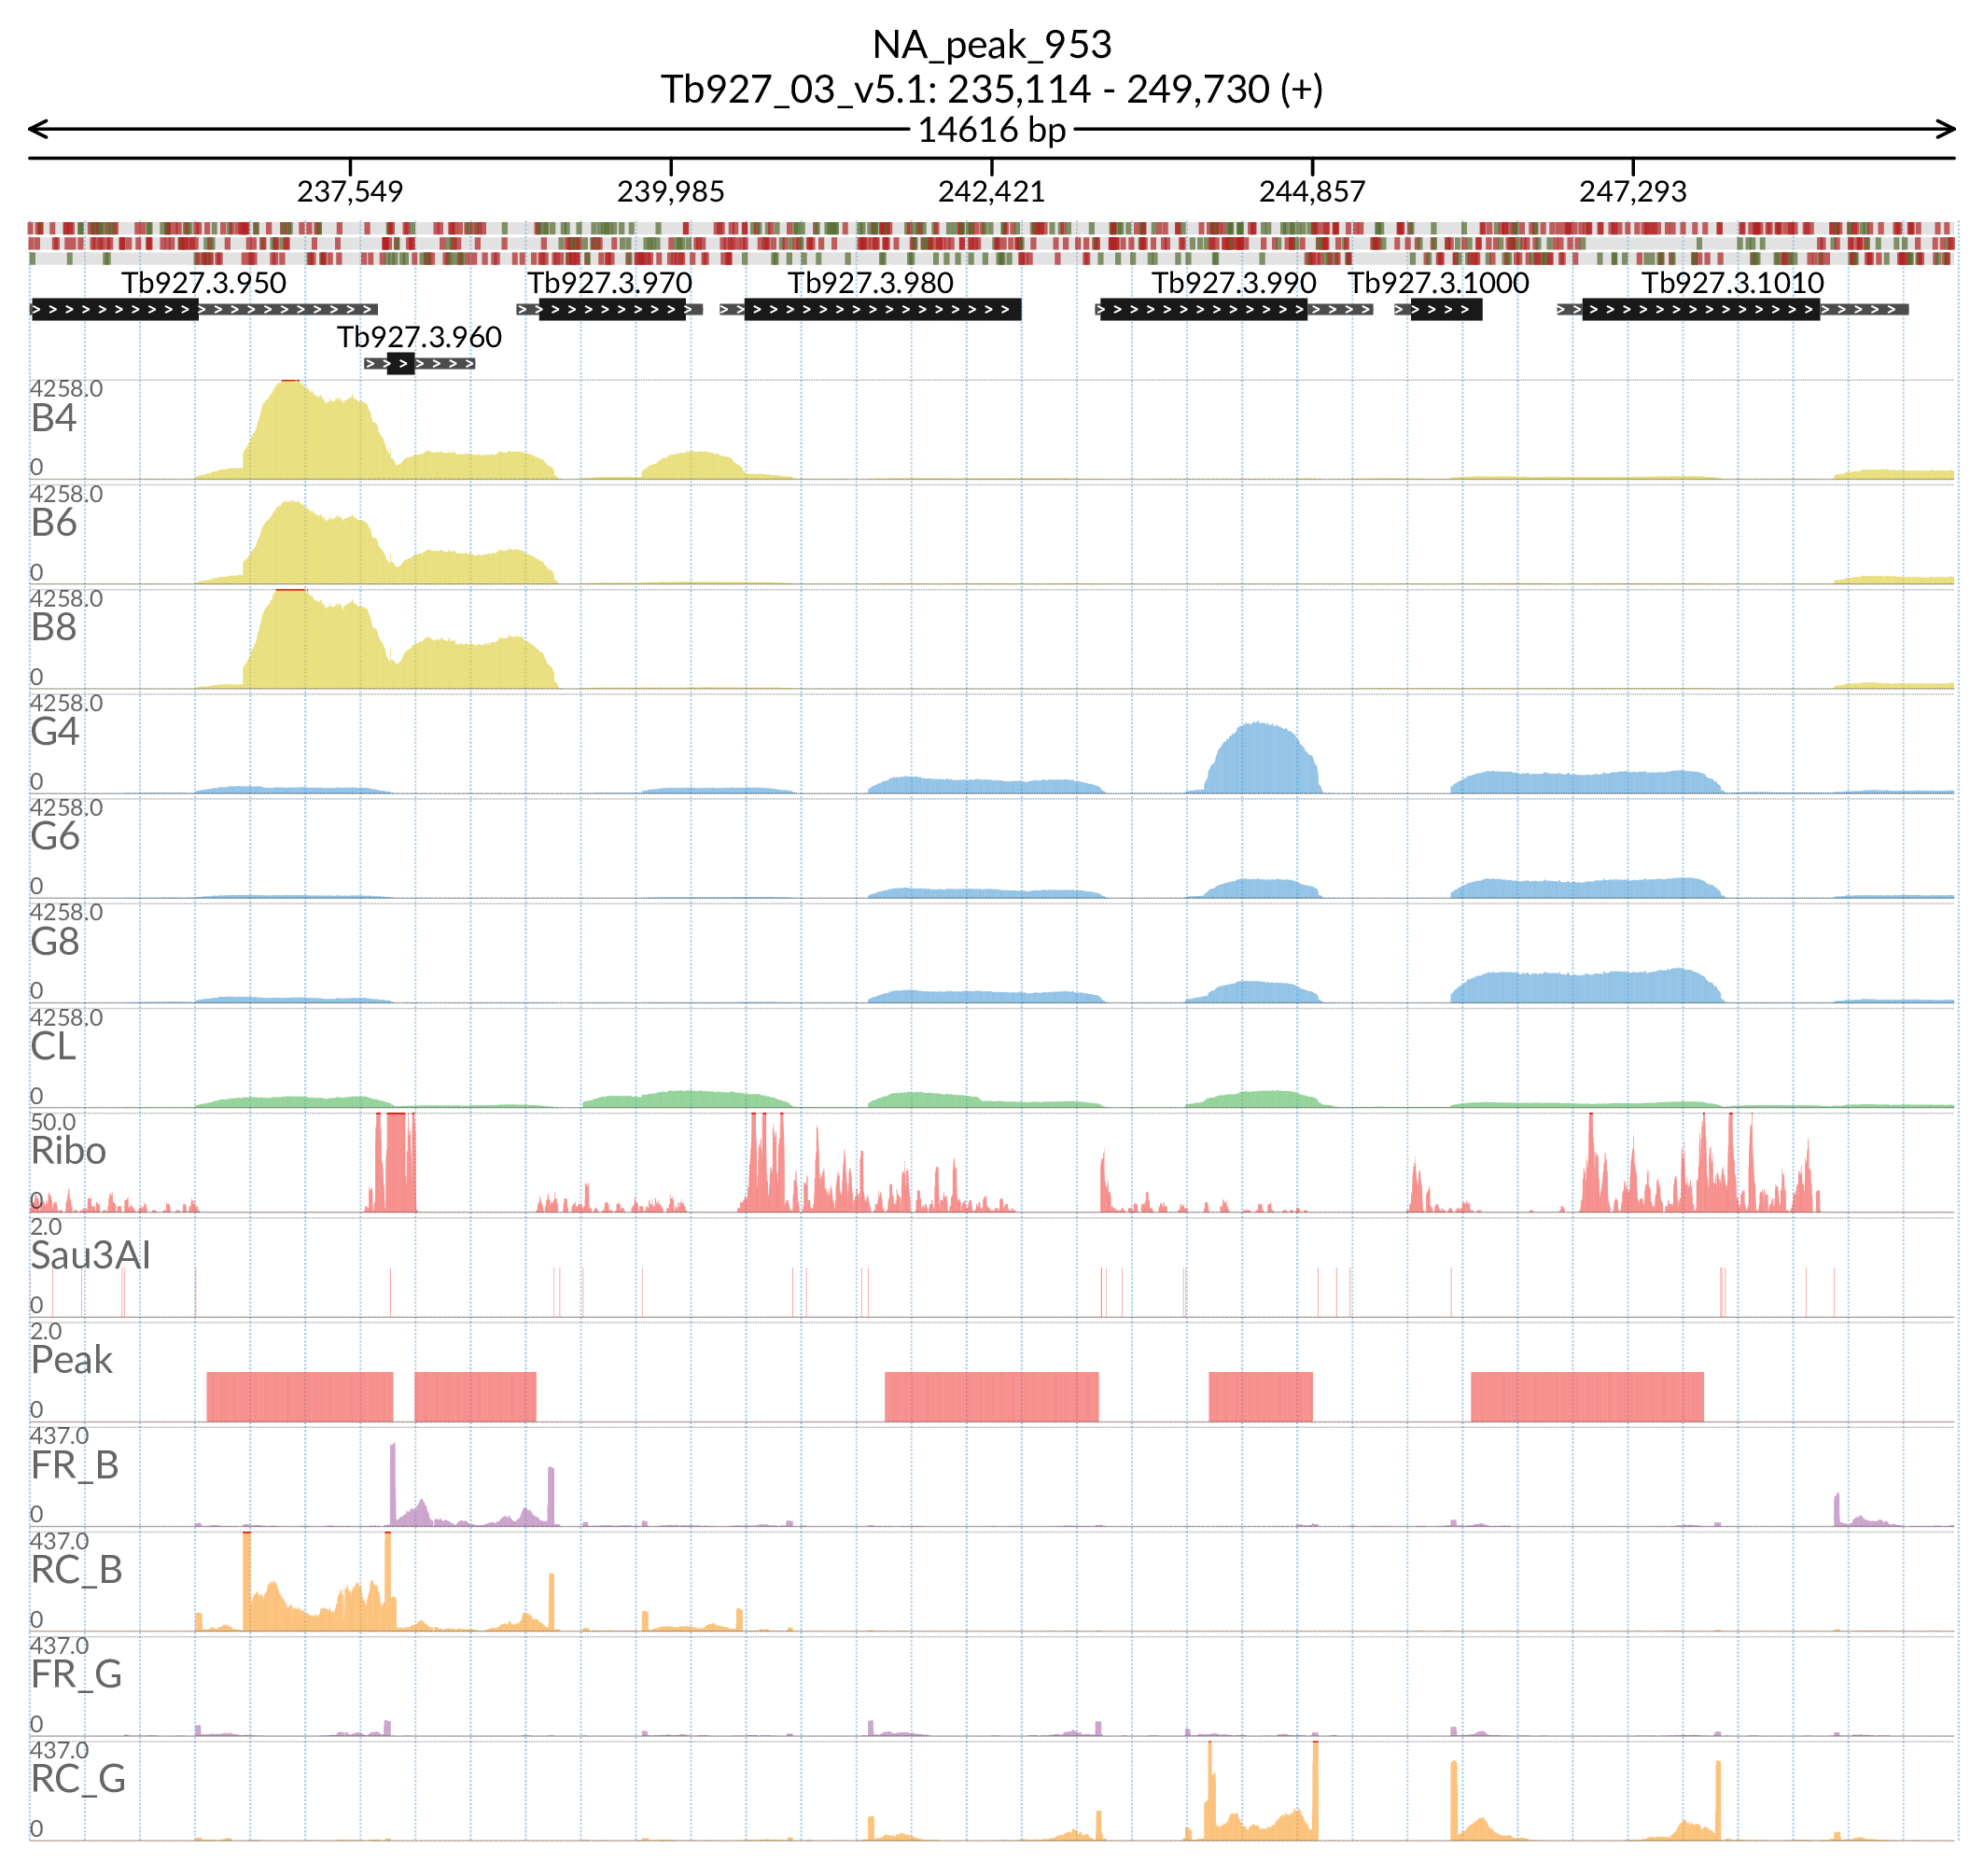 NA_peak_953
Tb927_03_v5.1: 235,114 - 249,730 (+)
14616 bp
237,549 239,985 242,421 244,857 247,293
Tb927.3.950 Tb927.3.970 Tb927.3.980 Tb927.3.990 Tb927.3.1000 Tb927.3.1010
Tb927.3.960
4258.0
B4
0
4258.0
B6
0
4258.0
B8
0
4258.0
G4
0
4258.0
G6
0
4258.0
G8
0
4258.0
CL
0
50.0
Ribo
0
2.0
Sau3AI
0
2.0
Peak
0
437.0
FR_B
0
437.0
RC_B
0
437.0
FR_G
0
437.0
RC_G
0